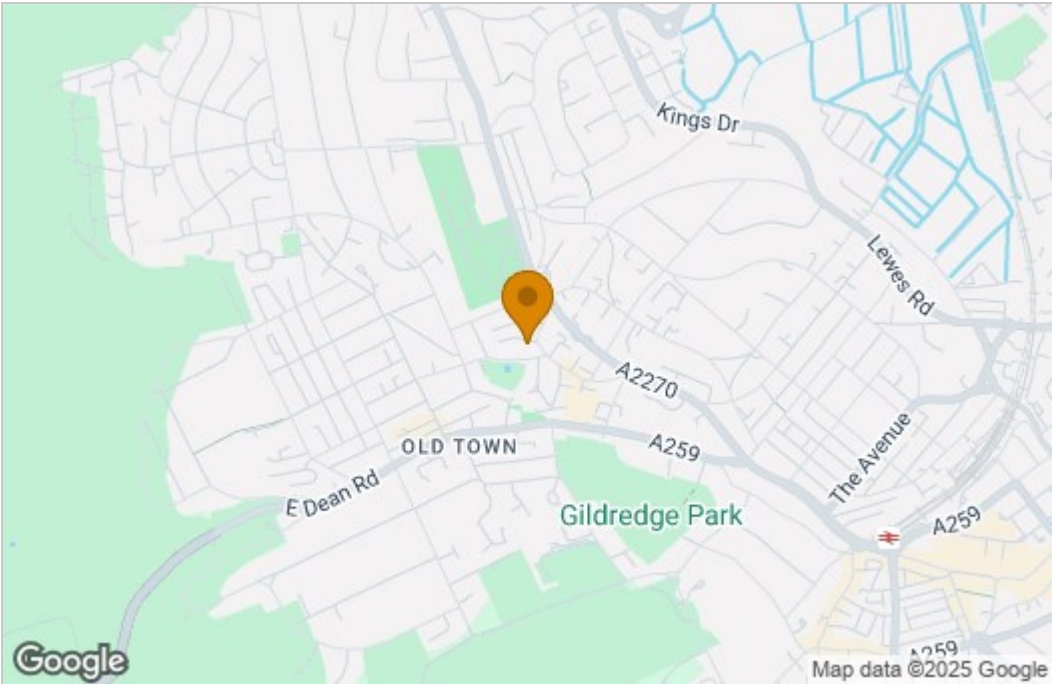 Kings Dr
Lewes Rd
A2270
The Avenue
OLD TOWN
A259
E Dean Rd
Gildredge Park
A259
A259
Google
Map data ©2025 Google